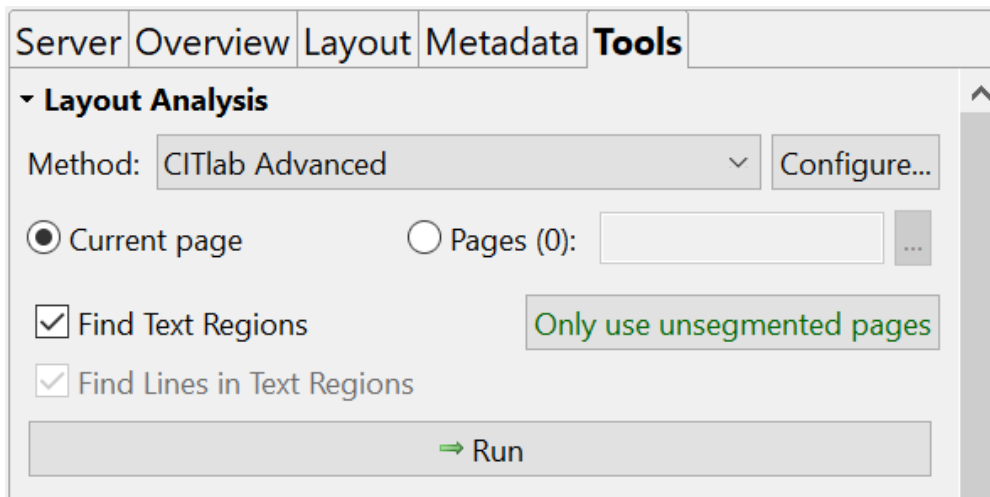 Server Overview Layout Metadata Tools
Layout Analysis
Method: CITlab Advanced Configure...
Current page Pages (0): ...
Find Text Regions Only use unsegmented pages
Find Lines in Text Regions
Run